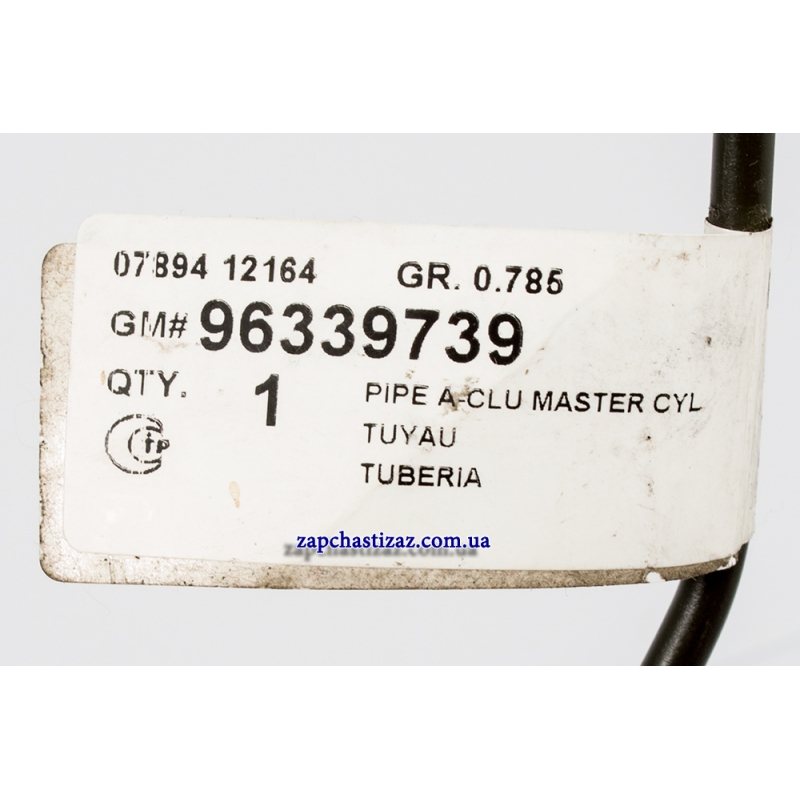 07894 12164 GR. 0.785
GM# 96339739
QTY. 1 PIPE A-CLU MASTER CYL
TUYAU
TUBERIA
zapchastizaz.com.ua